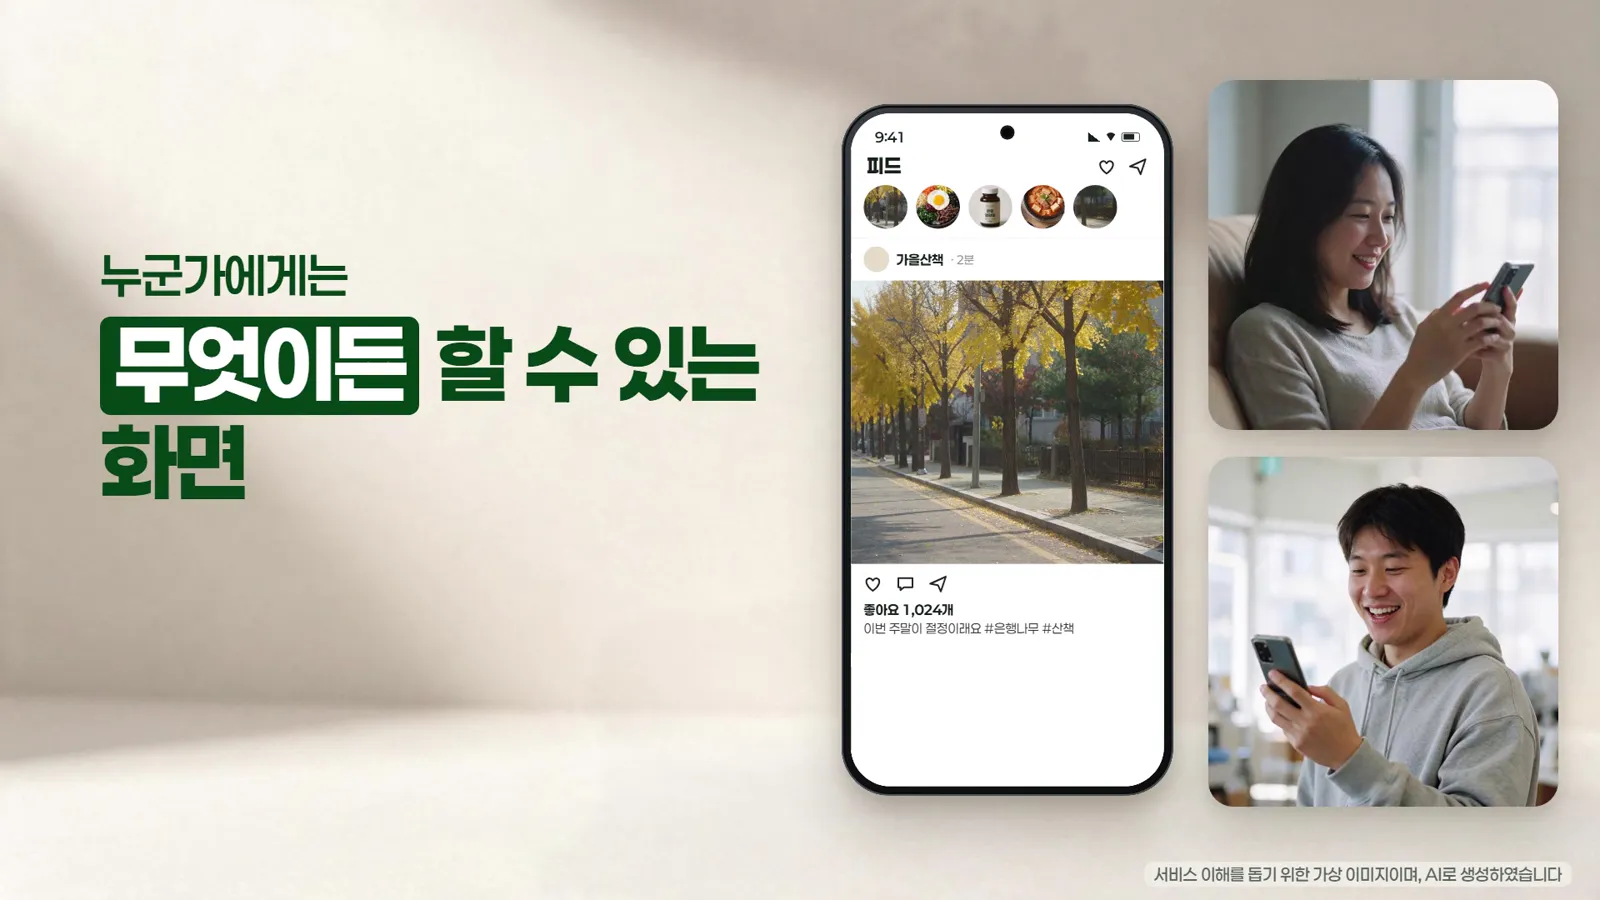 누군가에게는
무엇이든 할 수 있는
화면
9:41
피드
가을산책 · 2분
좋아요 1,024개
이번 주말이 절정이래요 #은행나무 #산책
서비스 이해를 돕기 위한 가상 이미지이며, AI로 생성하였습니다